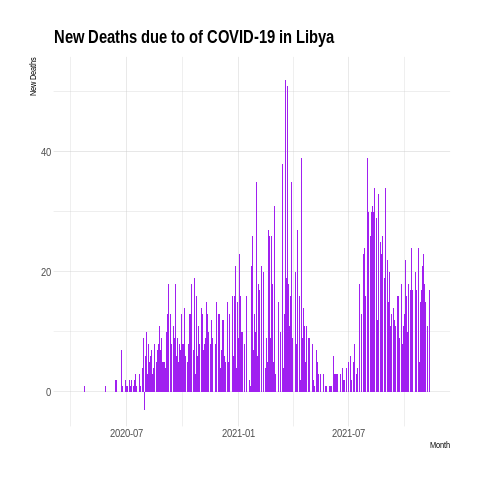 New Deaths due to of COVID-19 in Libya
New Deaths
40
20
0
2020-07
2021-01
2021-07
Month